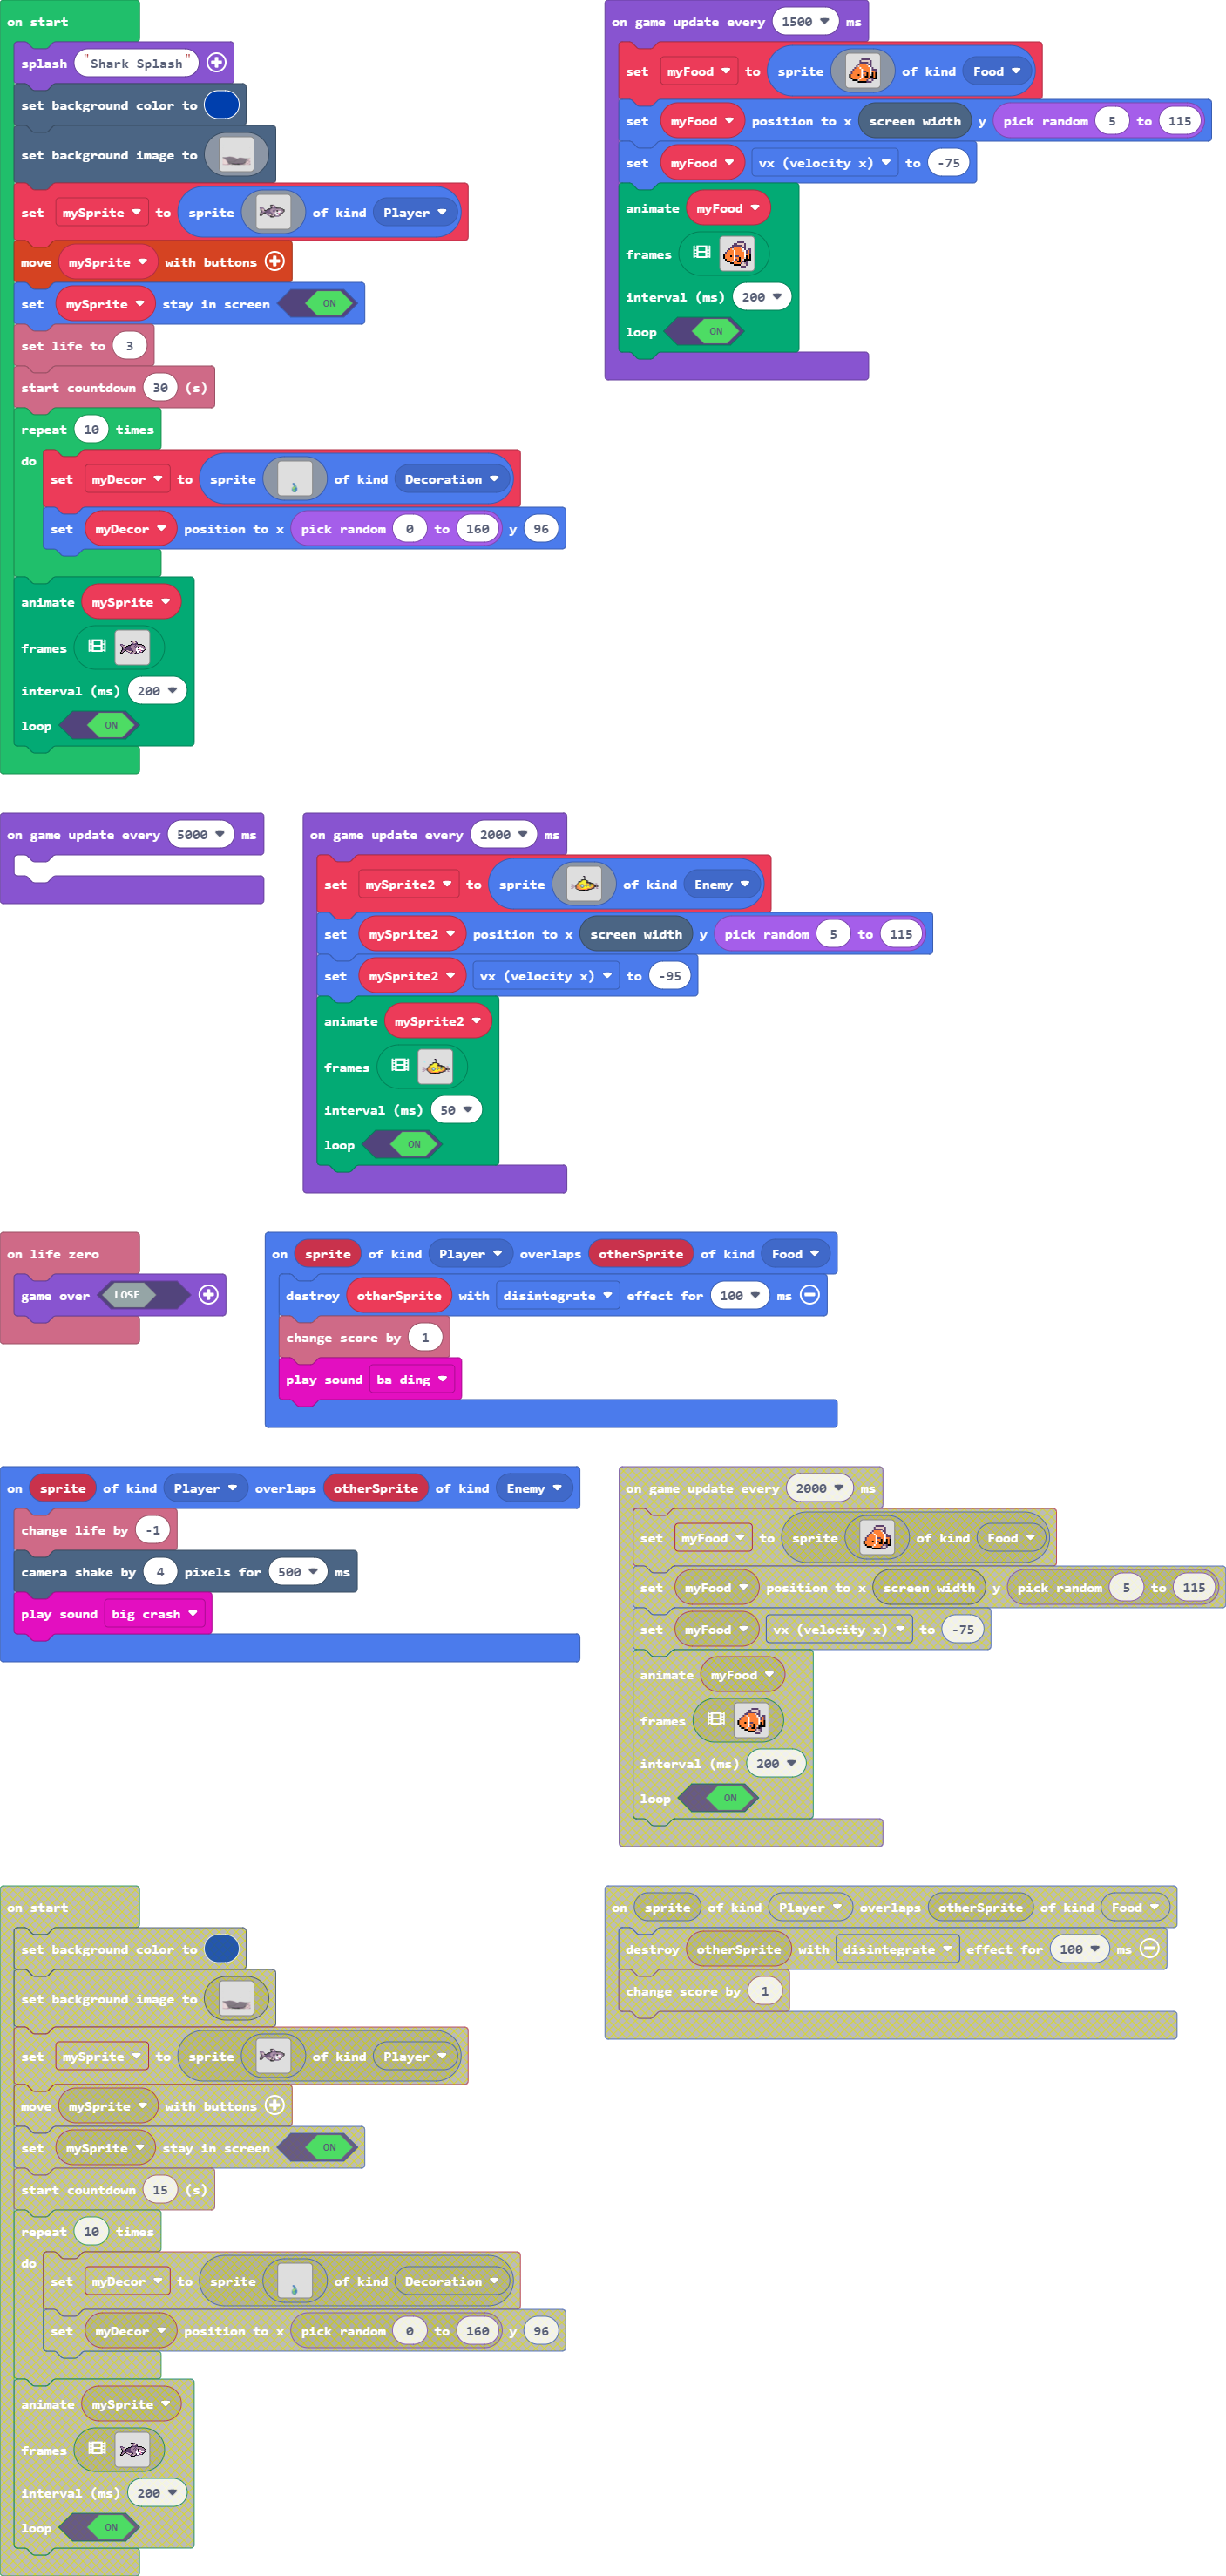 on start
splash "Shark Splash"
set background color to
set background image to
set mySprite to sprite of kind Player
move mySprite with buttons
set mySprite stay in screen ON
set life to 3
start countdown 30 (s)
repeat 10 times
do
set myDecor to sprite of kind Decoration
set myDecor position to x pick random 0 to 160 y 96
animate mySprite
frames
interval (ms) 200
loop ON
on game update every 1500 ms
set myFood to sprite of kind Food
set myFood position to x screen width y pick random 5 to 115
set myFood vx (velocity x) to -75
animate myFood
frames
interval (ms) 200
loop ON
on game update every 5000 ms
on game update every 2000 ms
set mySprite2 to sprite of kind Enemy
set mySprite2 position to x screen width y pick random 5 to 115
set mySprite2 vx (velocity x) to -95
animate mySprite2
frames
interval (ms) 50
loop ON
on life zero
game over LOSE
on sprite of kind Player overlaps otherSprite of kind Food
destroy otherSprite with disintegrate effect for 100 ms
change score by 1
play sound ba ding
on sprite of kind Player overlaps otherSprite of kind Enemy
change life by -1
camera shake by 4 pixels for 500 ms
play sound big crash
on game update every 2000 ms
set myFood to sprite of kind Food
set myFood position to x screen width y pick random 5 to 115
set myFood vx (velocity x) to -75
animate myFood
frames
interval (ms) 200
loop ON
on start
set background color to
set background image to
set mySprite to sprite of kind Player
move mySprite with buttons
set mySprite stay in screen ON
start countdown 15 (s)
repeat 10 times
do
set myDecor to sprite of kind Decoration
set myDecor position to x pick random 0 to 160 y 96
animate mySprite
frames
interval (ms) 200
loop ON
on sprite of kind Player overlaps otherSprite of kind Food
destroy otherSprite with disintegrate effect for 100 ms
change score by 1